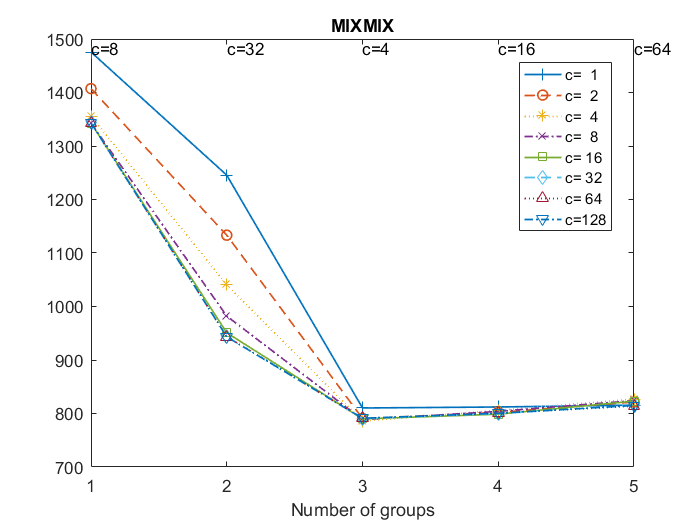 MIXMIX
1500
c=8 c=32 c=4 c=16 c=64
c= 1
1400
c= 2
c= 4
c= 8
1300
c= 16
c= 32
1200
c= 64
c=128
1100
1000
900
800
700
1 2 3 4 5
Number of groups